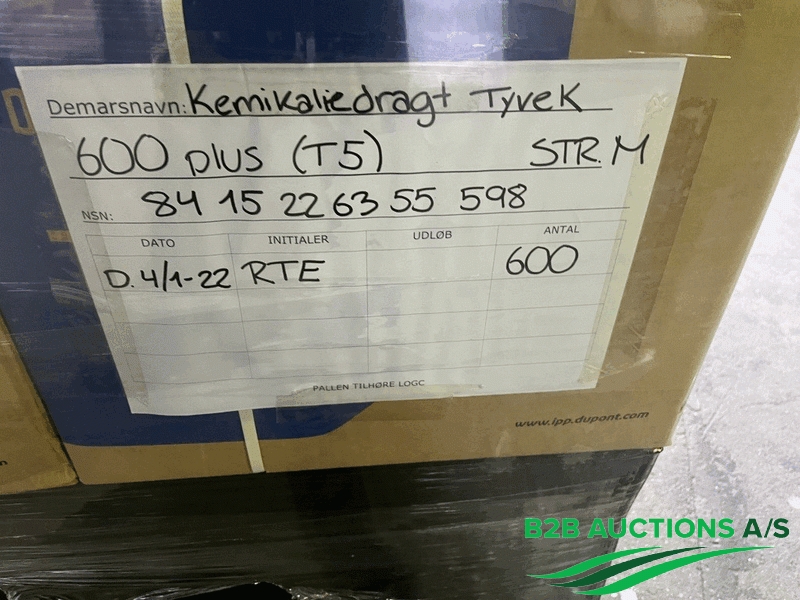 Demarsnavn: Kemikaliedragt Tyvek
600 plus (T5) STR. M
NSN: 84 15 22 63 55 598
DATO INITIALER UDLØB ANTAL
D. 4/1-22 RTE 600
PALLEN TILHØRE LOGC
www.ipp.dupont.com
B2B AUCTIONS A/S